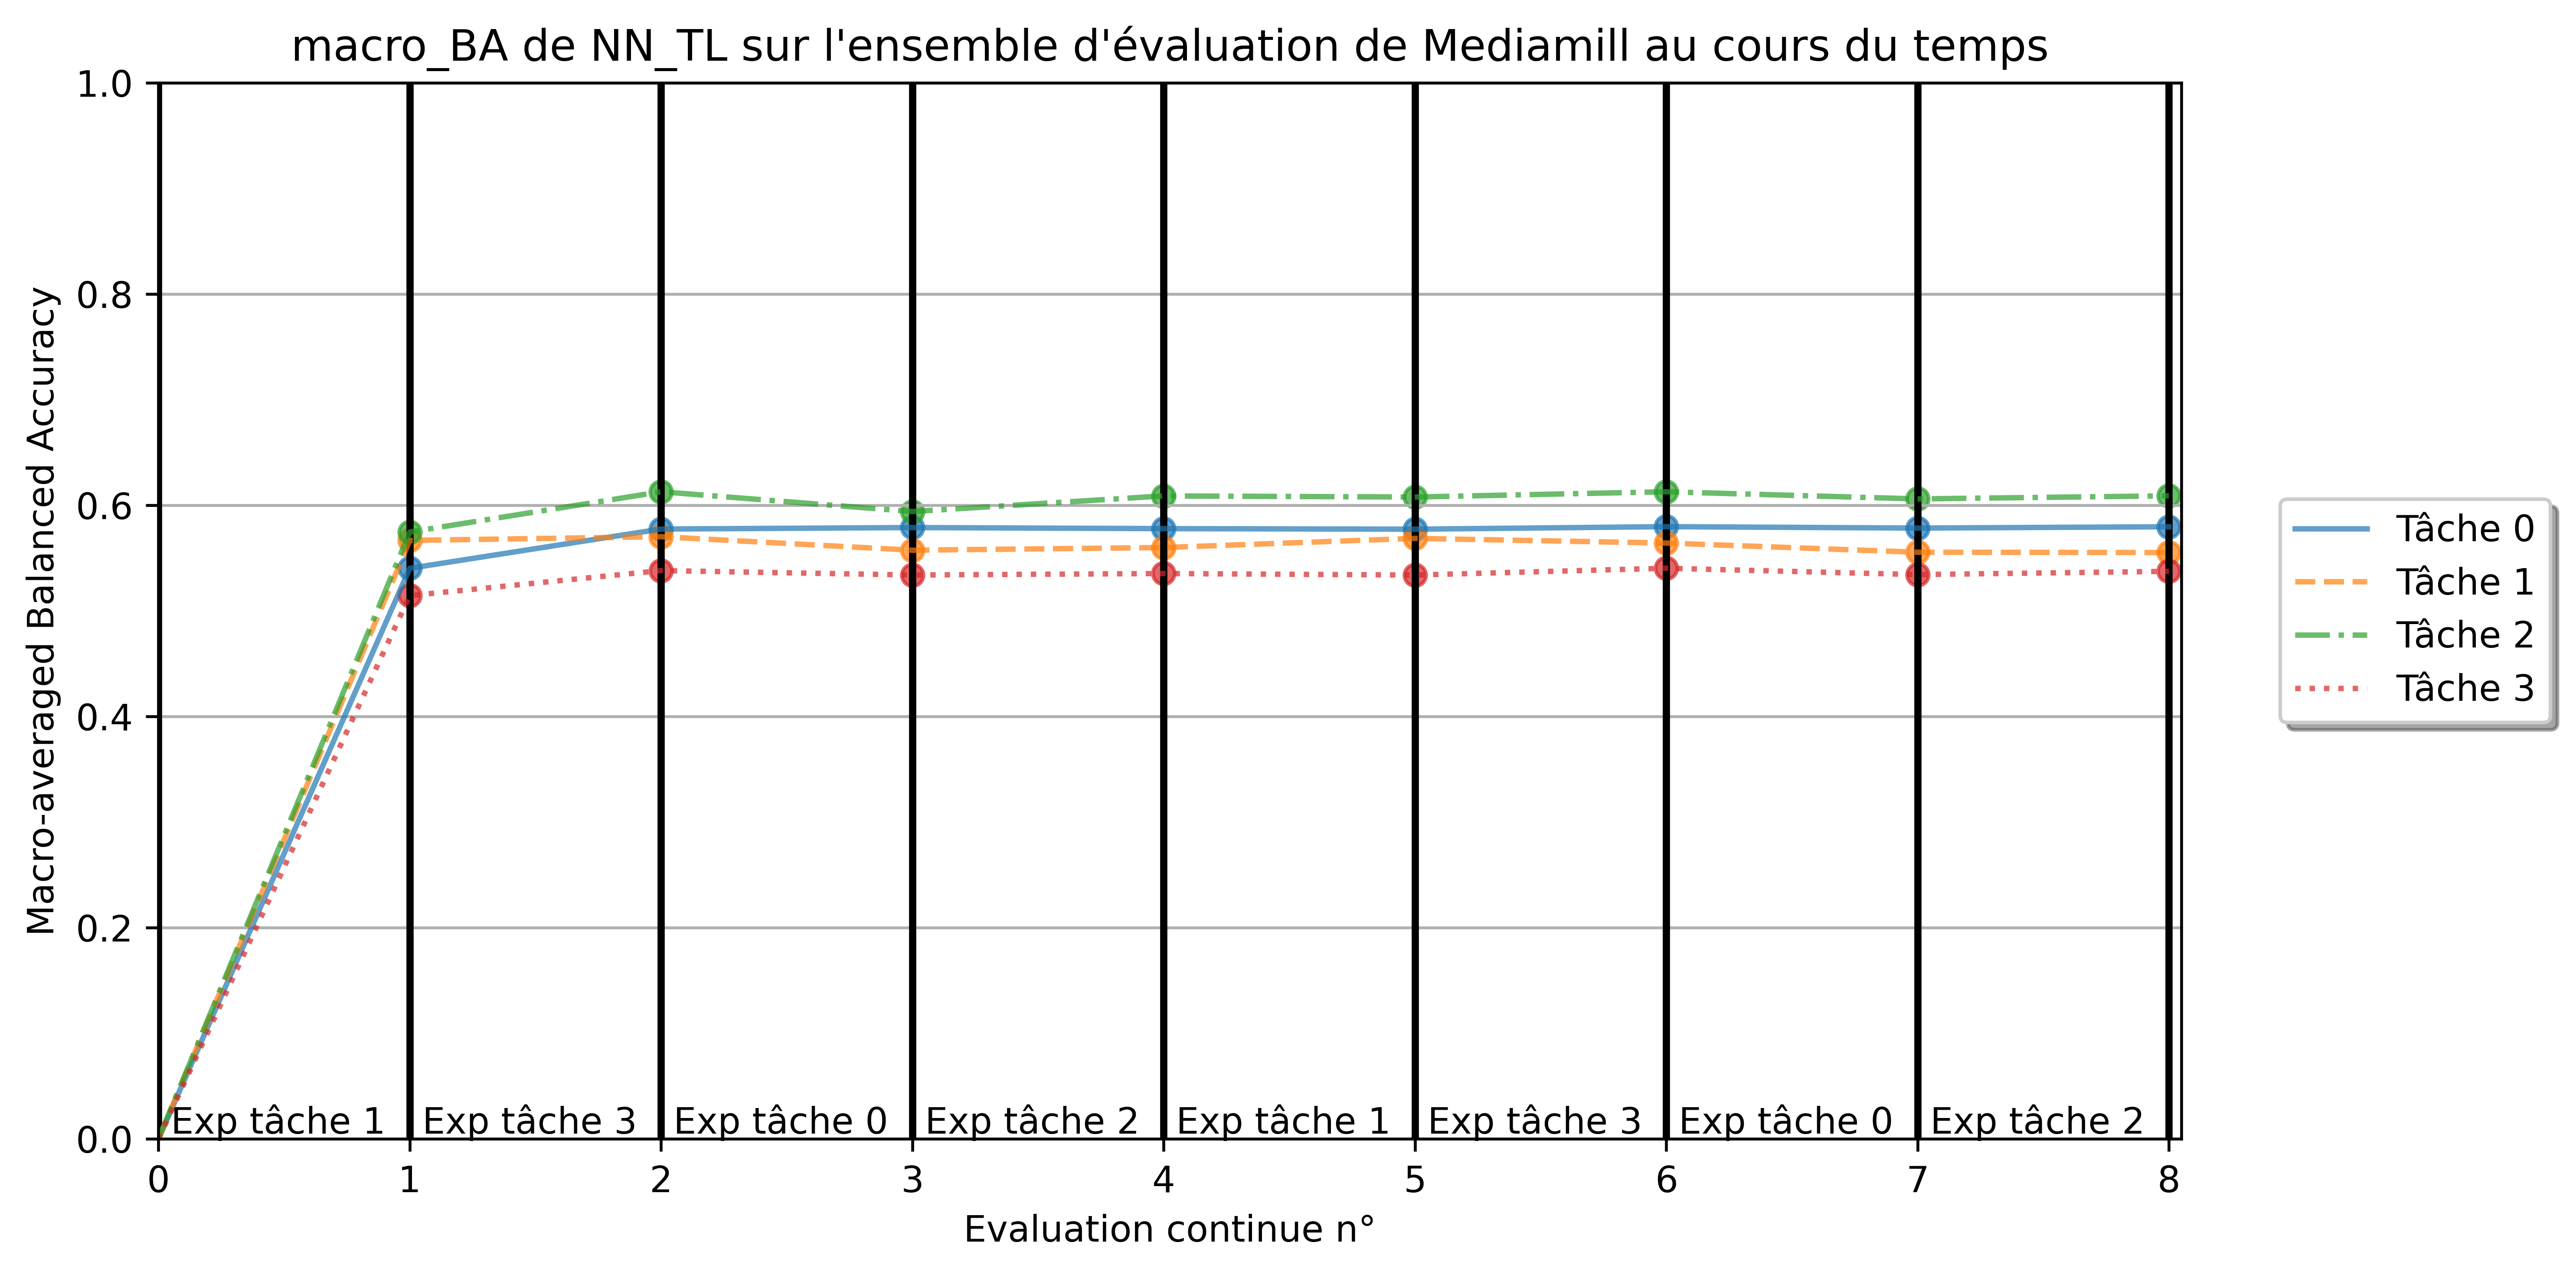 macro_BA de NN_TL sur l'ensemble d'évaluation de Mediamill au cours du temps
Macro-averaged Balanced Accuracy
1.0
0.8
0.6
0.4
0.2
0.0
Exp tâche 1
Exp tâche 3
Exp tâche 0
Exp tâche 2
Exp tâche 1
Exp tâche 3
Exp tâche 0
Exp tâche 2
0 1 2 3 4 5 6 7 8
Evaluation continue n°
Tâche 0
Tâche 1
Tâche 2
Tâche 3